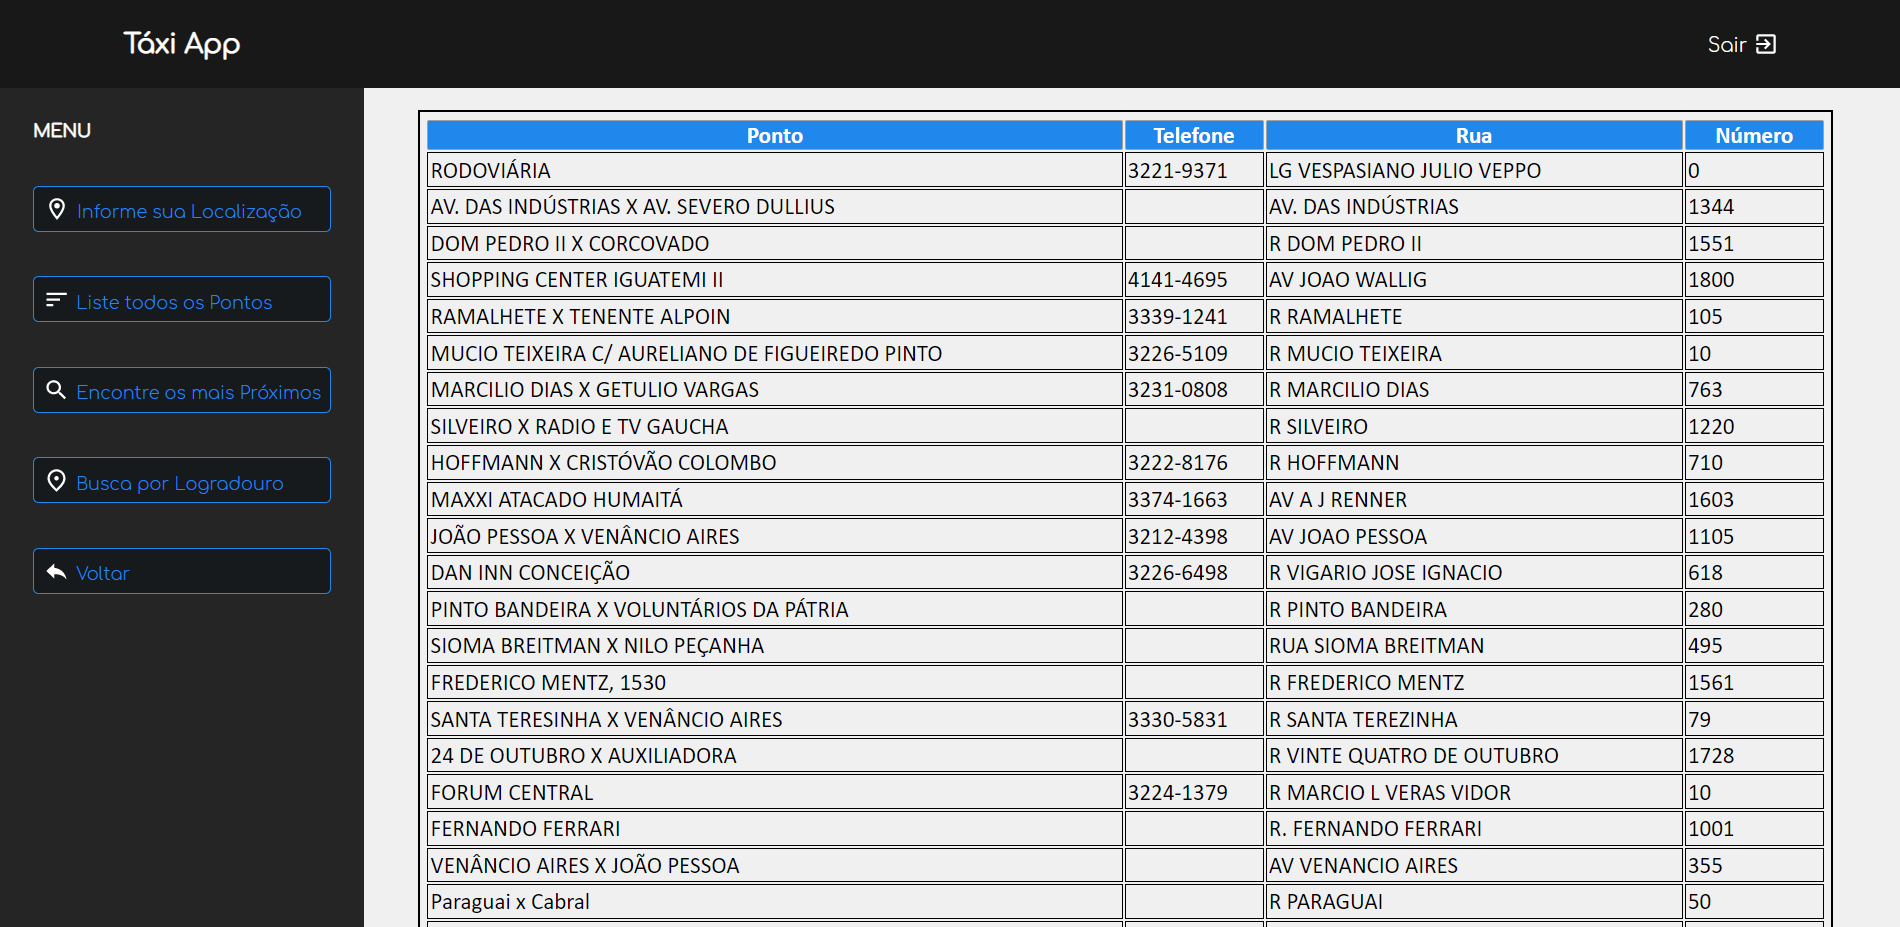 Táxi App
Sair
MENU
Informe sua Localização
Liste todos os Pontos
Encontre os mais Próximos
Busca por Logradouro
Voltar
Ponto Telefone Rua Número
RODOVIÁRIA 3221-9371 LG VESPASIANO JULIO VEPPO 0
AV. DAS INDÚSTRIAS X AV. SEVERO DULLIUS AV. DAS INDÚSTRIAS 1344
DOM PEDRO II X CORCOVADO R DOM PEDRO II 1551
SHOPPING CENTER IGUATEMI II 4141-4695 AV JOAO WALLIG 1800
RAMALHETE X TENENTE ALPOIN 3339-1241 R RAMALHETE 105
MUCIO TEIXEIRA C/ AURELIANO DE FIGUEIREDO PINTO 3226-5109 R MUCIO TEIXEIRA 10
MARCILIO DIAS X GETULIO VARGAS 3231-0808 R MARCILIO DIAS 763
SILVEIRO X RADIO E TV GAUCHA R SILVEIRO 1220
HOFFMANN X CRISTÓVÃO COLOMBO 3222-8176 R HOFFMANN 710
MAXXI ATACADO HUMAITÁ 3374-1663 AV A J RENNER 1603
JOÃO PESSOA X VENÂNCIO AIRES 3212-4398 AV JOAO PESSOA 1105
DAN INN CONCEIÇÃO 3226-6498 R VIGARIO JOSE IGNACIO 618
PINTO BANDEIRA X VOLUNTÁRIOS DA PÁTRIA R PINTO BANDEIRA 280
SIOMA BREITMAN X NILO PEÇANHA RUA SIOMA BREITMAN 495
FREDERICO MENTZ, 1530 R FREDERICO MENTZ 1561
SANTA TERESINHA X VENÂNCIO AIRES 3330-5831 R SANTA TEREZINHA 79
24 DE OUTUBRO X AUXILIADORA R VINTE QUATRO DE OUTUBRO 1728
FORUM CENTRAL 3224-1379 R MARCIO L VERAS VIDOR 10
FERNANDO FERRARI R. FERNANDO FERRARI 1001
VENÂNCIO AIRES X JOÃO PESSOA AV VENANCIO AIRES 355
Paraguai x Cabral R PARAGUAI 50